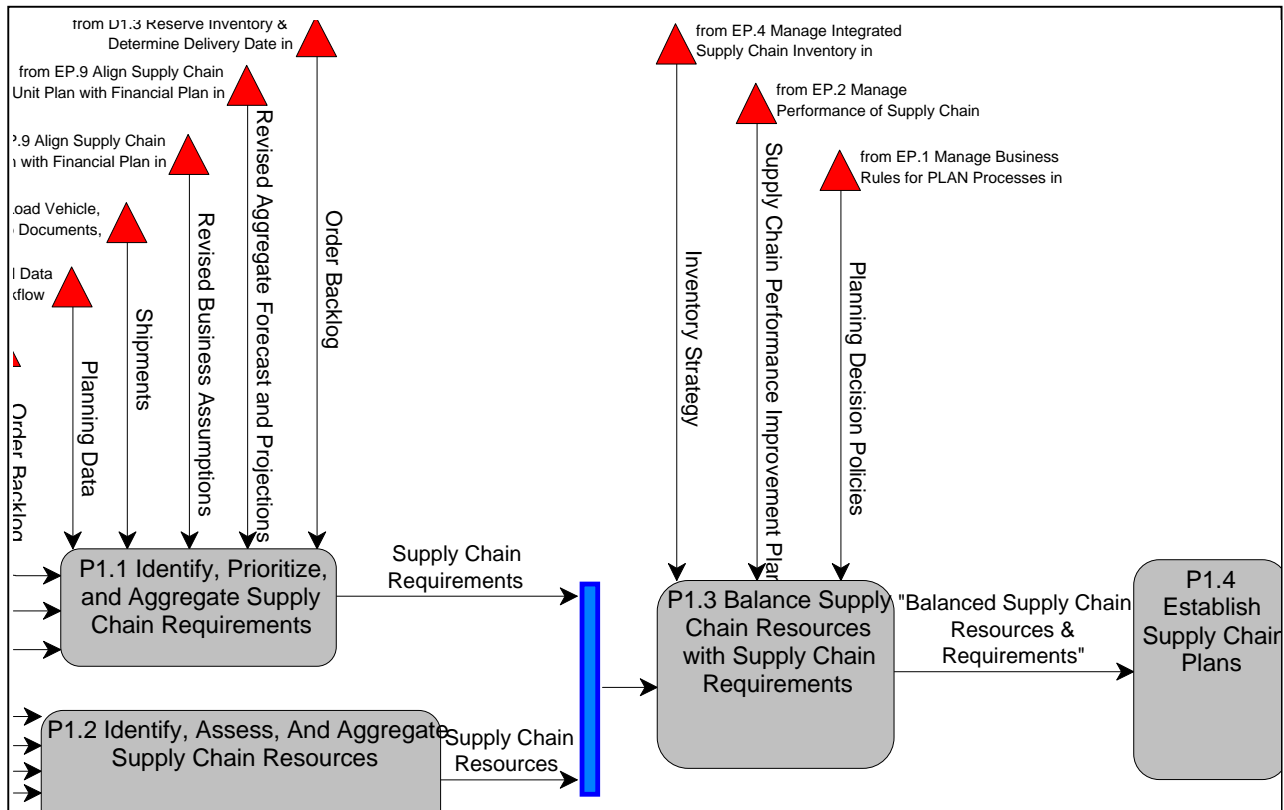 from D1.3 Reserve Inventory &
Determine Delivery Date in
from EP.9 Align Supply Chain
Unit Plan with Financial Plan in
P.9 Align Supply Chain
with Financial Plan in
Load Vehicle,
Documents,
Data
kflow
Order Backlog
Planning Data
Shipments
Revised Business Assumptions
Revised Aggregate Forecast and Projections
Order Backlog
from EP.4 Manage Integrated
Supply Chain Inventory in
from EP.2 Manage
Performance of Supply Chain
from EP.1 Manage Business
Rules for PLAN Processes in
Inventory Strategy
Supply Chain Performance Improvement Plan
Planning Decision Policies
P1.1 Identify, Prioritize,
and Aggregate Supply
Chain Requirements
Supply Chain
Requirements
P1.2 Identify, Assess, And Aggregate
Supply Chain Resources
Supply Chain
Resources
P1.3 Balance Supply
Chain Resources
with Supply Chain
Requirements
"Balanced Supply Chain
Resources &
Requirements"
P1.4
Establish
Supply Chain
Plans